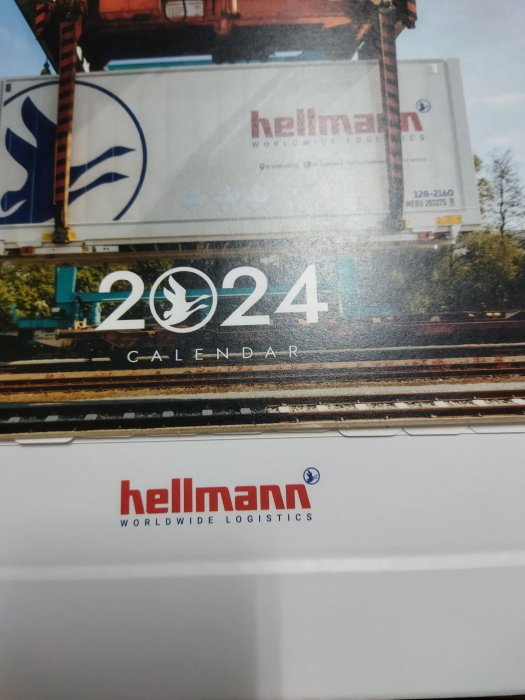 hellmann
WORLDWIDE LOGISTICS
128-2160
2024
CALENDAR
hellmann
WORLDWIDE LOGISTICS